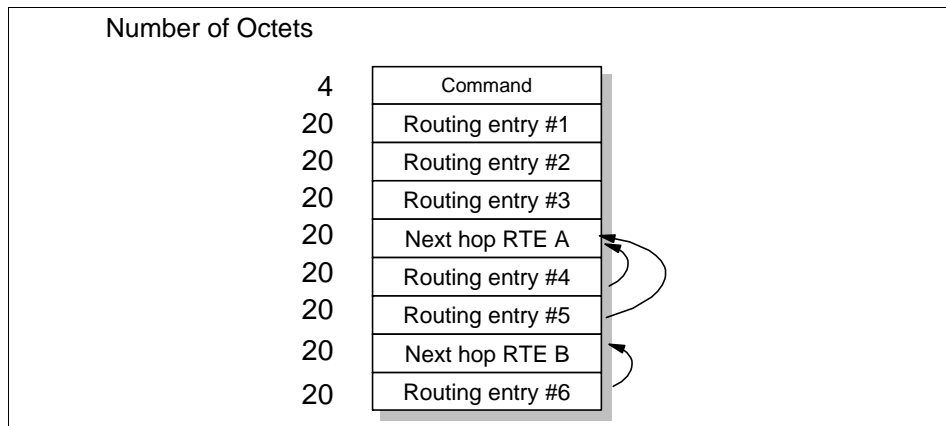 Number of Octets
4 Command
20 Routing entry #1
20 Routing entry #2
20 Routing entry #3
20 Next hop RTE A
20 Routing entry #4
20 Routing entry #5
20 Next hop RTE B
20 Routing entry #6